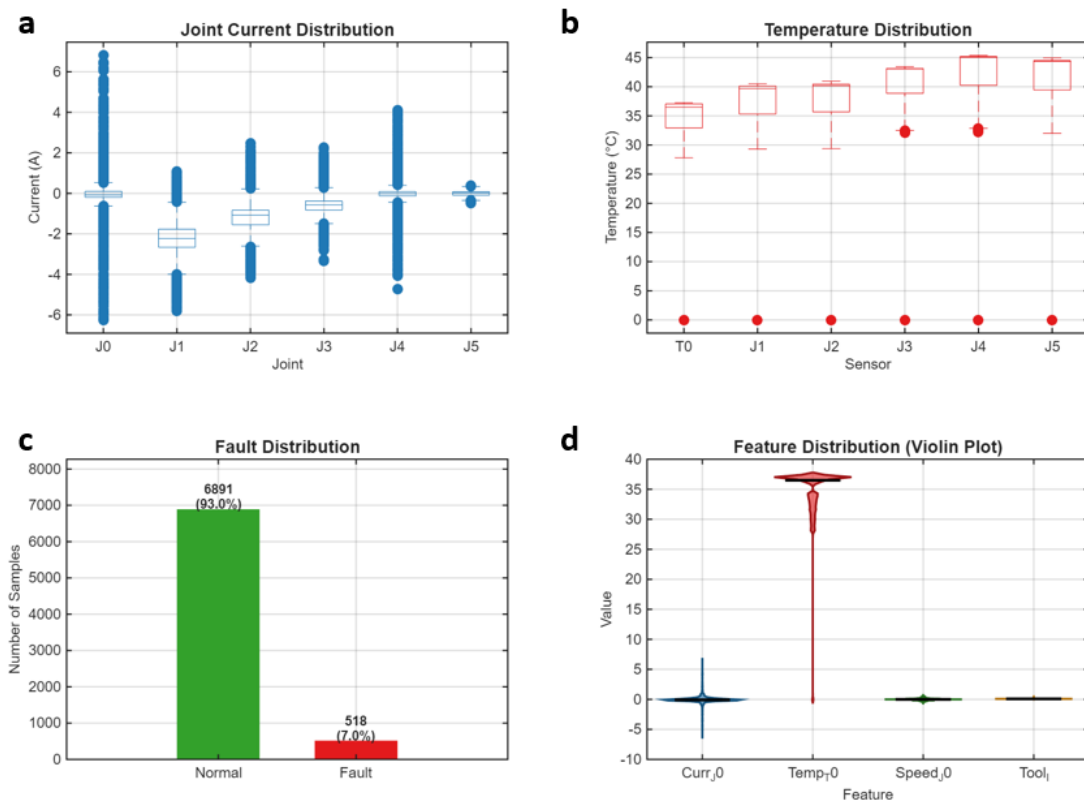 a
Joint Current Distribution
6
4
2
0
-2
-4
-6
Current (A)
J0 J1 J2 J3 J4 J5
Joint
b
Temperature Distribution
45
40
35
30
25
20
15
10
5
0
Temperature (°C)
T0 J1 J2 J3 J4 J5
Sensor
c
Fault Distribution
8000
7000
6000
5000
4000
3000
2000
1000
0
Number of Samples
6891
(93.0%)
518
(7.0%)
Normal Fault
d
Feature Distribution (Violin Plot)
40
35
30
25
20
15
10
5
0
-5
-10
Value
Curr_J0 Temp_T0 Speed_J0 Tool_I
Feature